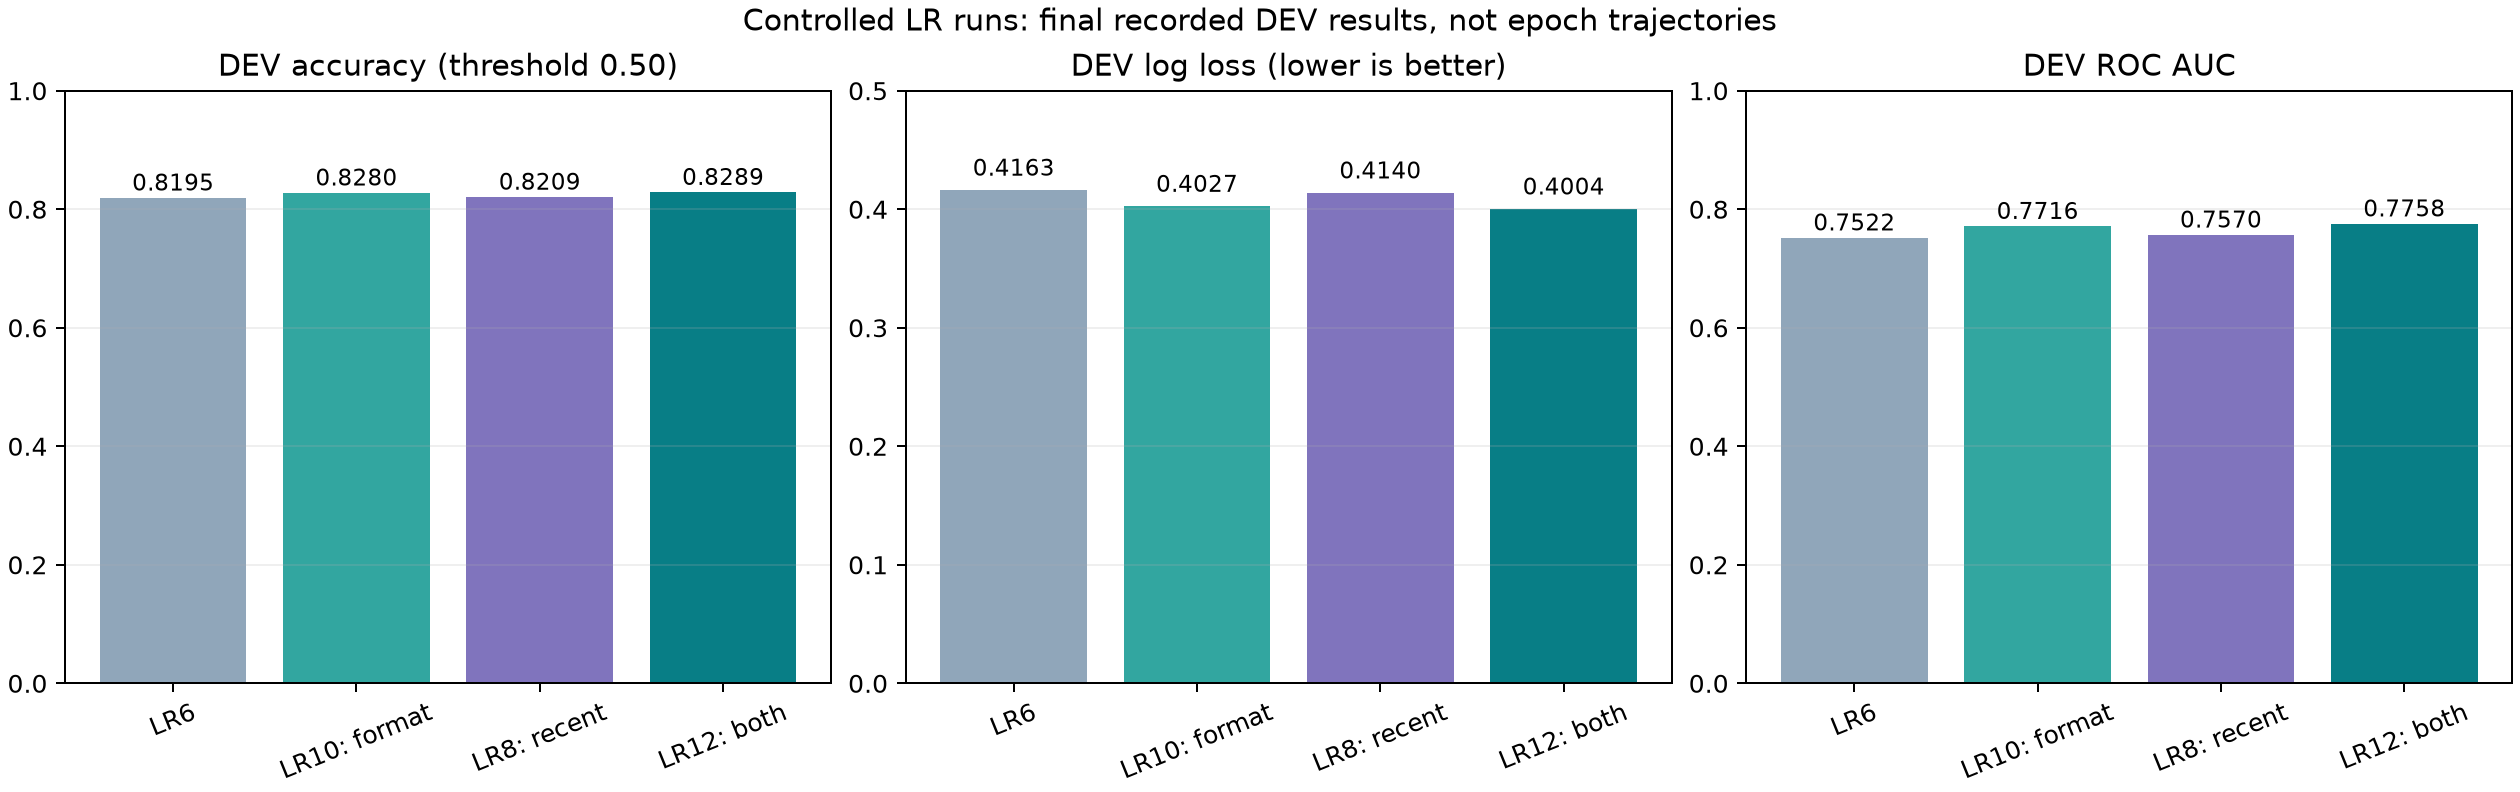 Controlled LR runs: final recorded DEV results, not epoch trajectories
DEV accuracy (threshold 0.50)
1.0
0.8
0.6
0.4
0.2
0.0
0.8195
0.8280
0.8209
0.8289
LR6
LR10: format
LR8: recent
LR12: both
DEV log loss (lower is better)
0.5
0.4
0.3
0.2
0.1
0.0
0.4163
0.4027
0.4140
0.4004
LR6
LR10: format
LR8: recent
LR12: both
DEV ROC AUC
1.0
0.8
0.6
0.4
0.2
0.0
0.7522
0.7716
0.7570
0.7758
LR6
LR10: format
LR8: recent
LR12: both